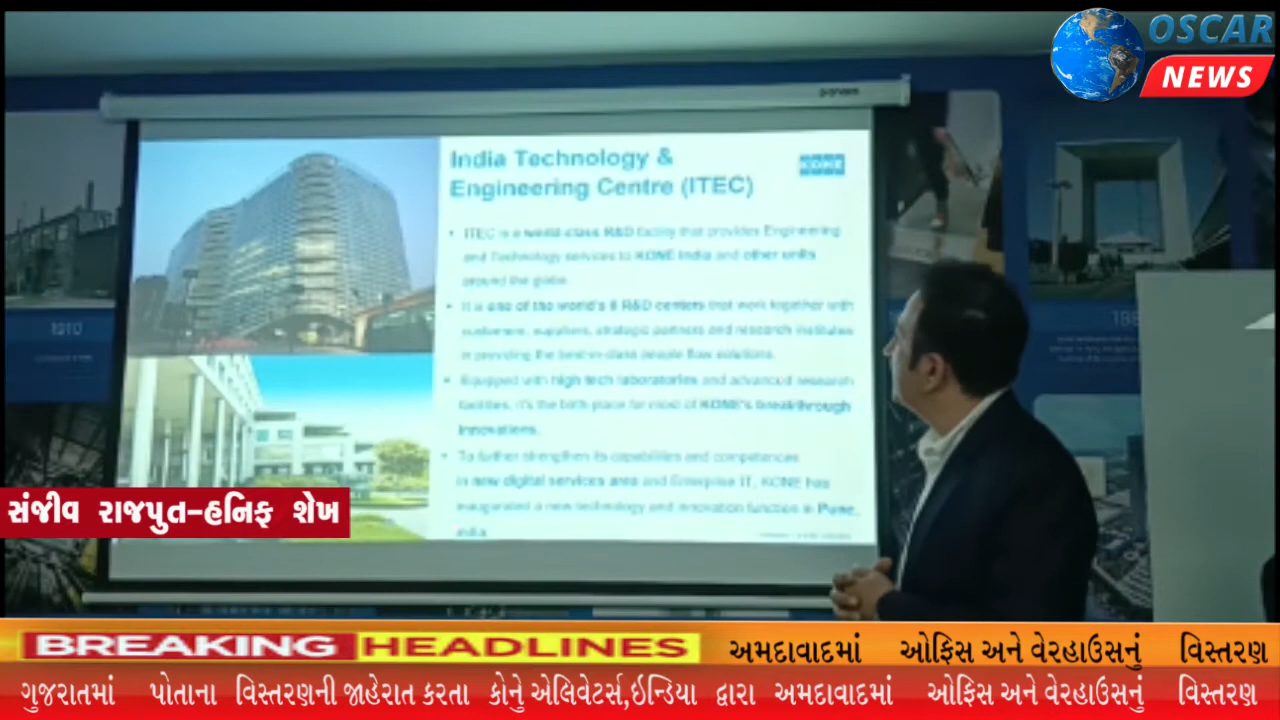 OSCAR
NEWS
India Technology &
Engineering Centre (ITEC)
KONE
• ITEC is a world-class R&D facility that provides Engineering
and Technology services to KONE India and other units
around the globe.
• It is one of the world's 8 R&D centers that work together with
customers, suppliers, strategic partners and research institutes
in providing the best-in-class people flow solutions.
• Equipped with high tech laboratories and advanced research
facilities, it's the birth place for most of KONE's breakthrough
innovations.
• To further strengthen its capabilities and competences
in new digital services area and Enterprise IT, KONE has
inaugurated a new technology and innovation function in Pune,
India
1910
સંજીવ રાજપુત-હનિફ શેખ
BREAKING HEADLINES અમદાવાદમાં ઓફિસ અને વેરહાઉસનું વિસ્તરણ
ગુજરાતમાં પોતાના વિસ્તરણની જાહેરાત કરતા કોનું એલિવેટર્સ,ઇન્ડિયા દ્વારા અમદાવાદમાં ઓફિસ અને વેરહાઉસનું વિસ્તરણ